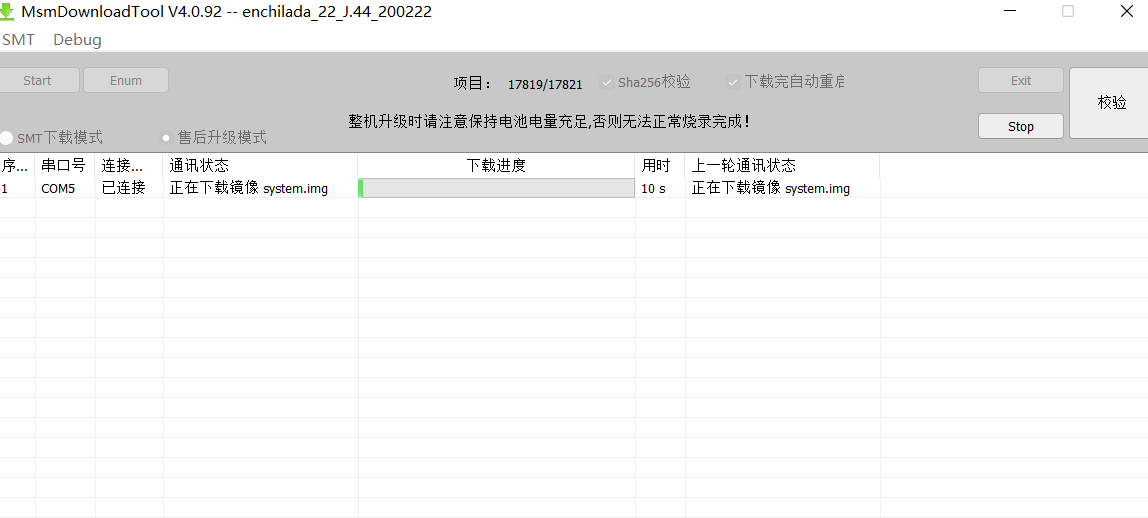 MsmDownloadTool V4.0.92 -- enchilada_22_J.44_200222
SMT Debug
Start Enum 项目： 17819/17821 Sha256校验 下载完自动重启 Exit 校验
SMT下载模式 售后升级模式 整机升级时请注意保持电池电量充足,否则无法正常烧录完成！ Stop
序... 串口号 连接... 通讯状态 下载进度 用时 上一轮通讯状态
1 COM5 已连接 正在下载镜像 system.img 10 s 正在下载镜像 system.img